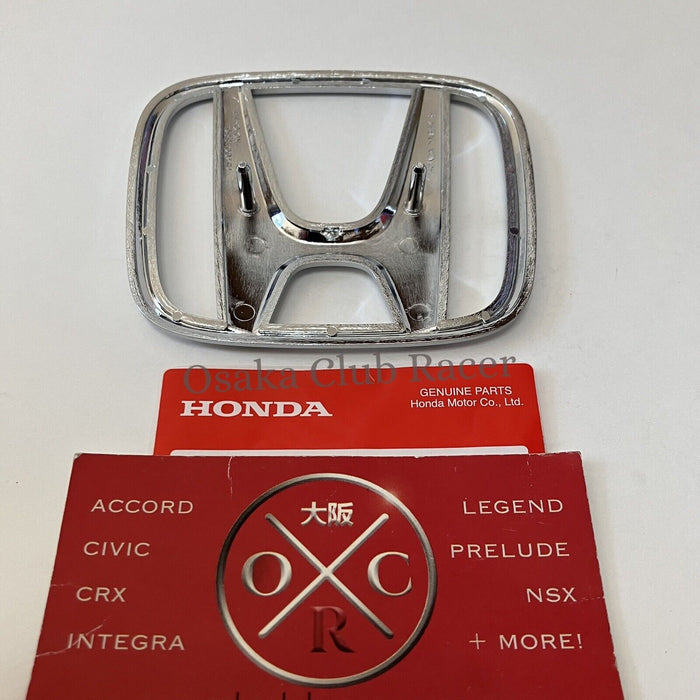 Osaka Club Racer
HONDA
GENUINE PARTS
Honda Motor Co., Ltd.
ACCORD
CIVIC
CRX
INTEGRA
大阪
O C
R
LEGEND
PRELUDE
NSX
+ MORE!